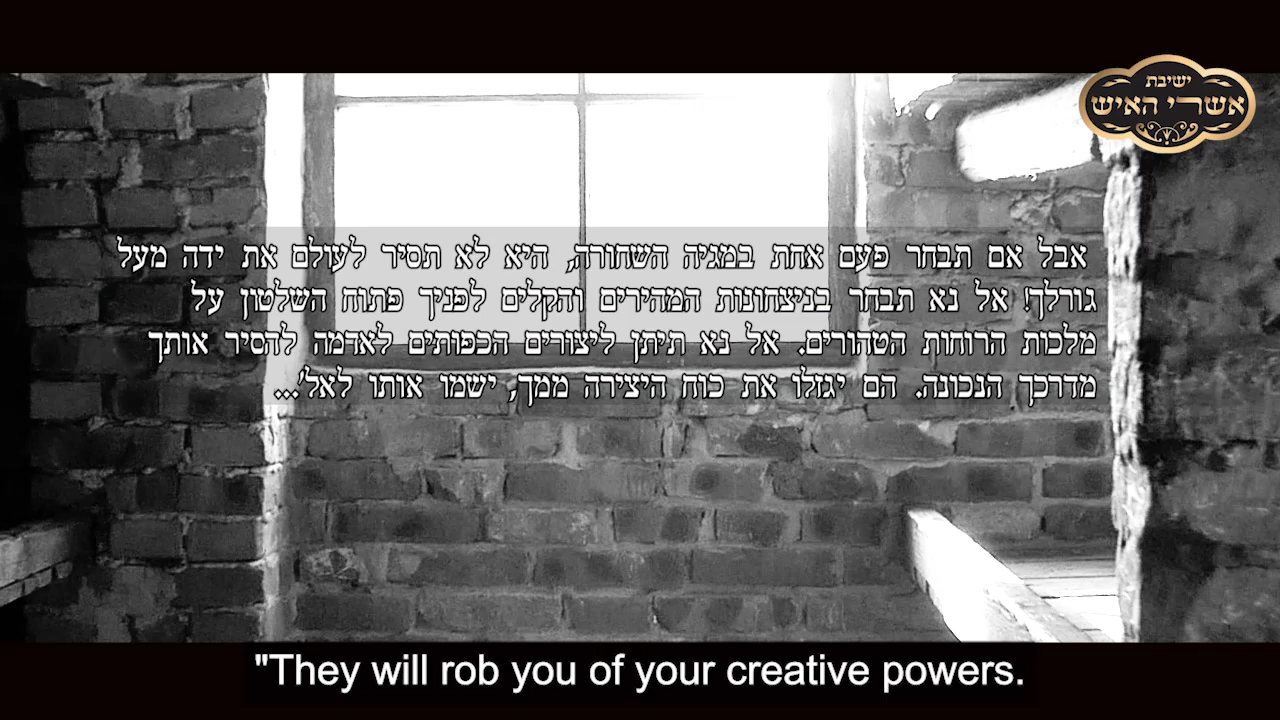 ישיבת
אשרי האיש
אבל אם תבחר פעם אחת במגיה השחורה, היא לא תסיר לעולם את ידה מעל
גורלך! אל נא תבחר בניצחונות המהירים והקלים לפניך פתוח השלטון על
מלכות הרוחות הטהורים. אל נא תיתן ליצורים הכפותים לאדמה להסיר אותך
מדרכך הנכונה. הם יגזלו את כוח היצירה ממך, ישמו אותו לאל'...
"They will rob you of your creative powers.